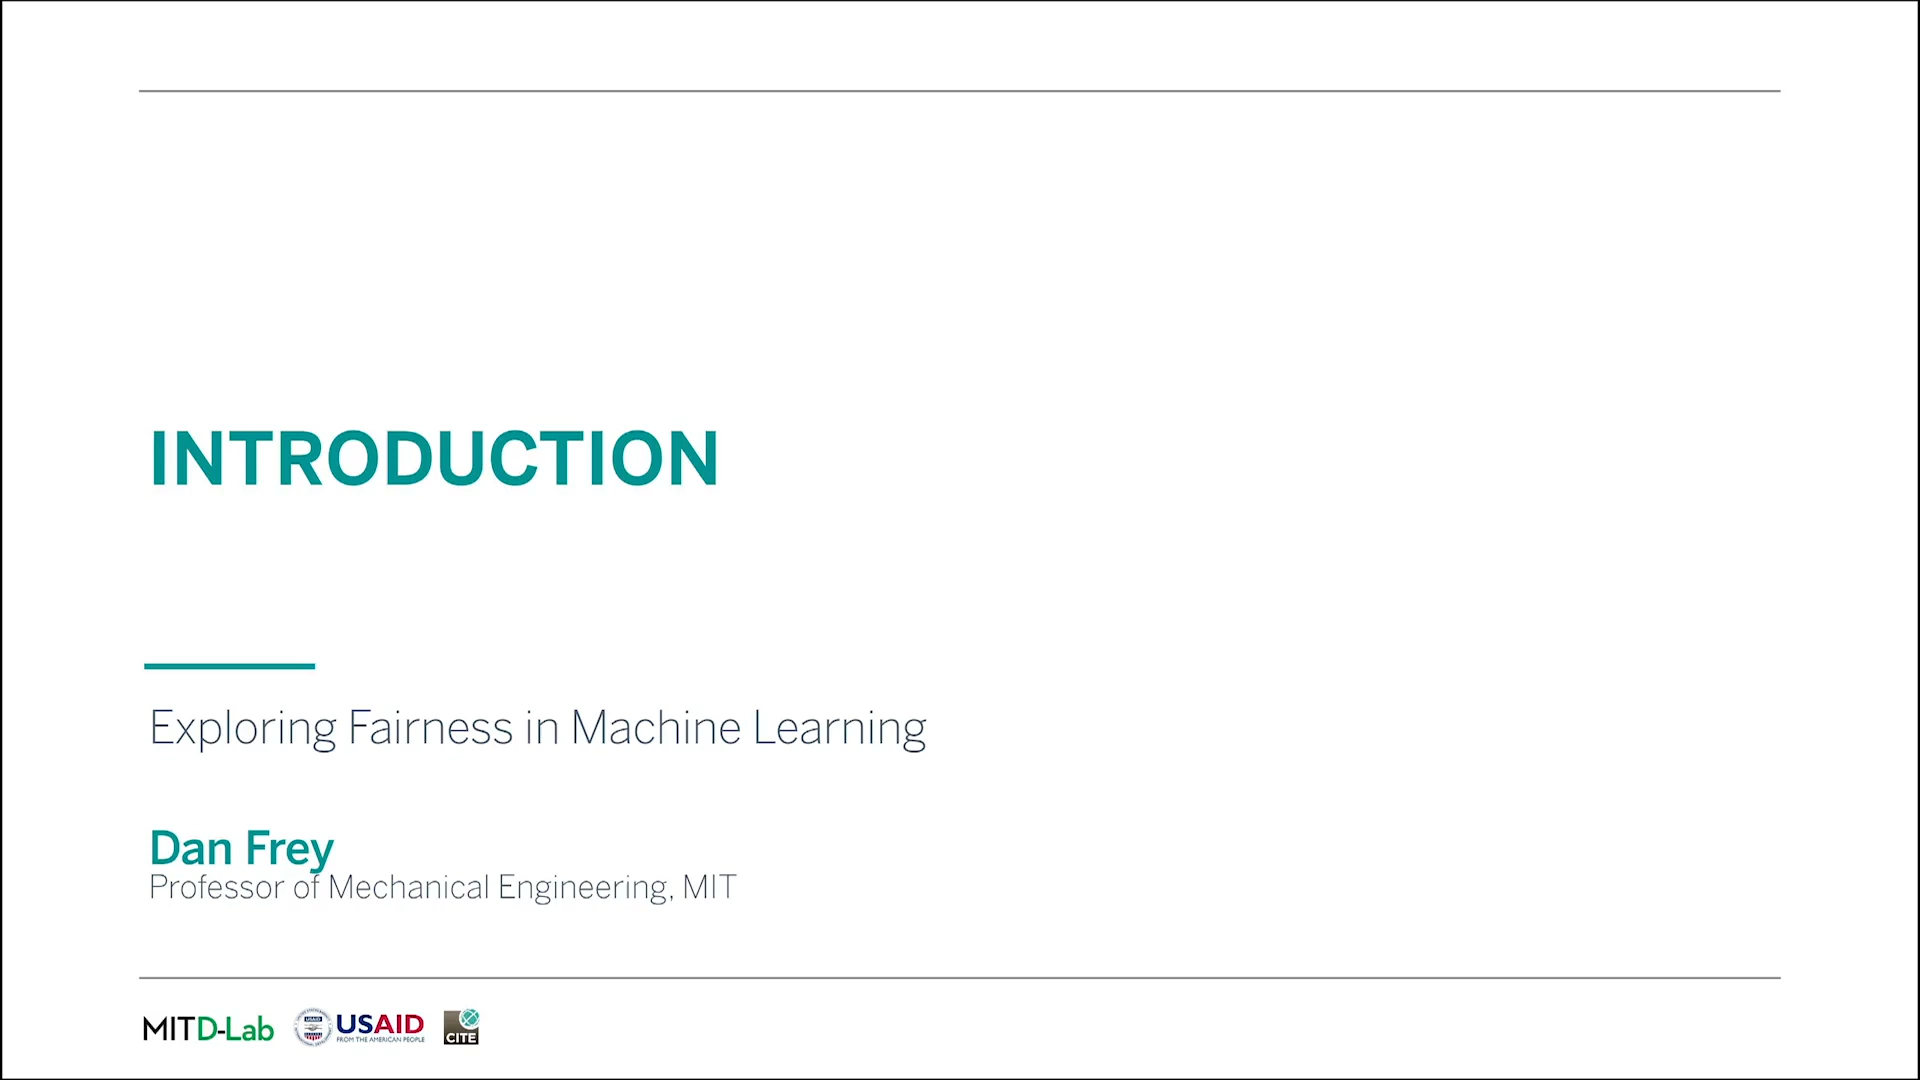 INTRODUCTION
Exploring Fairness in Machine Learning
Dan Frey
Professor of Mechanical Engineering, MIT
MIT D-Lab
USAID
FROM THE AMERICAN PEOPLE
CITE